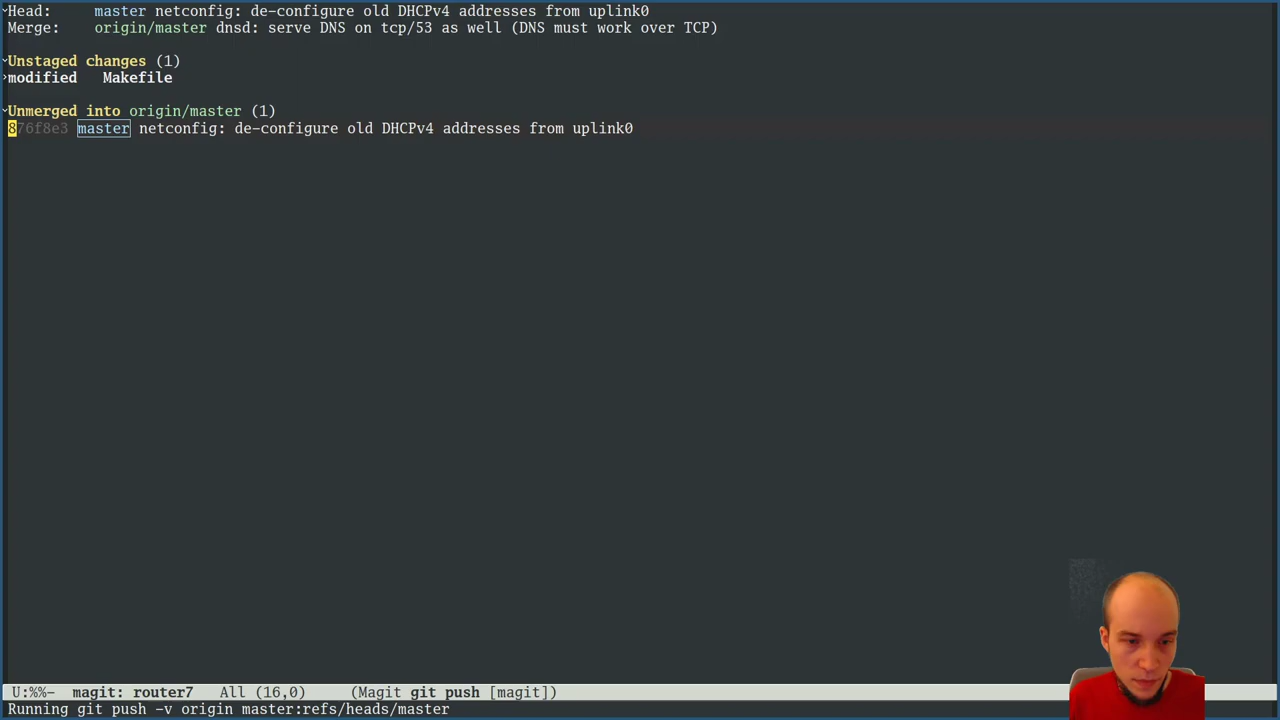 Head:     master netconfig: de-configure old DHCPv4 addresses from uplink0
Merge:    origin/master dnsd: serve DNS on tcp/53 as well (DNS must work over TCP)
Unstaged changes (1)
modified   Makefile
Unmerged into origin/master (1)
876f8e3 master netconfig: de-configure old DHCPv4 addresses from uplink0
U:%%-  magit: router7   All (16,0)     (Magit git push [magit])
Running git push -v origin master:refs/heads/master